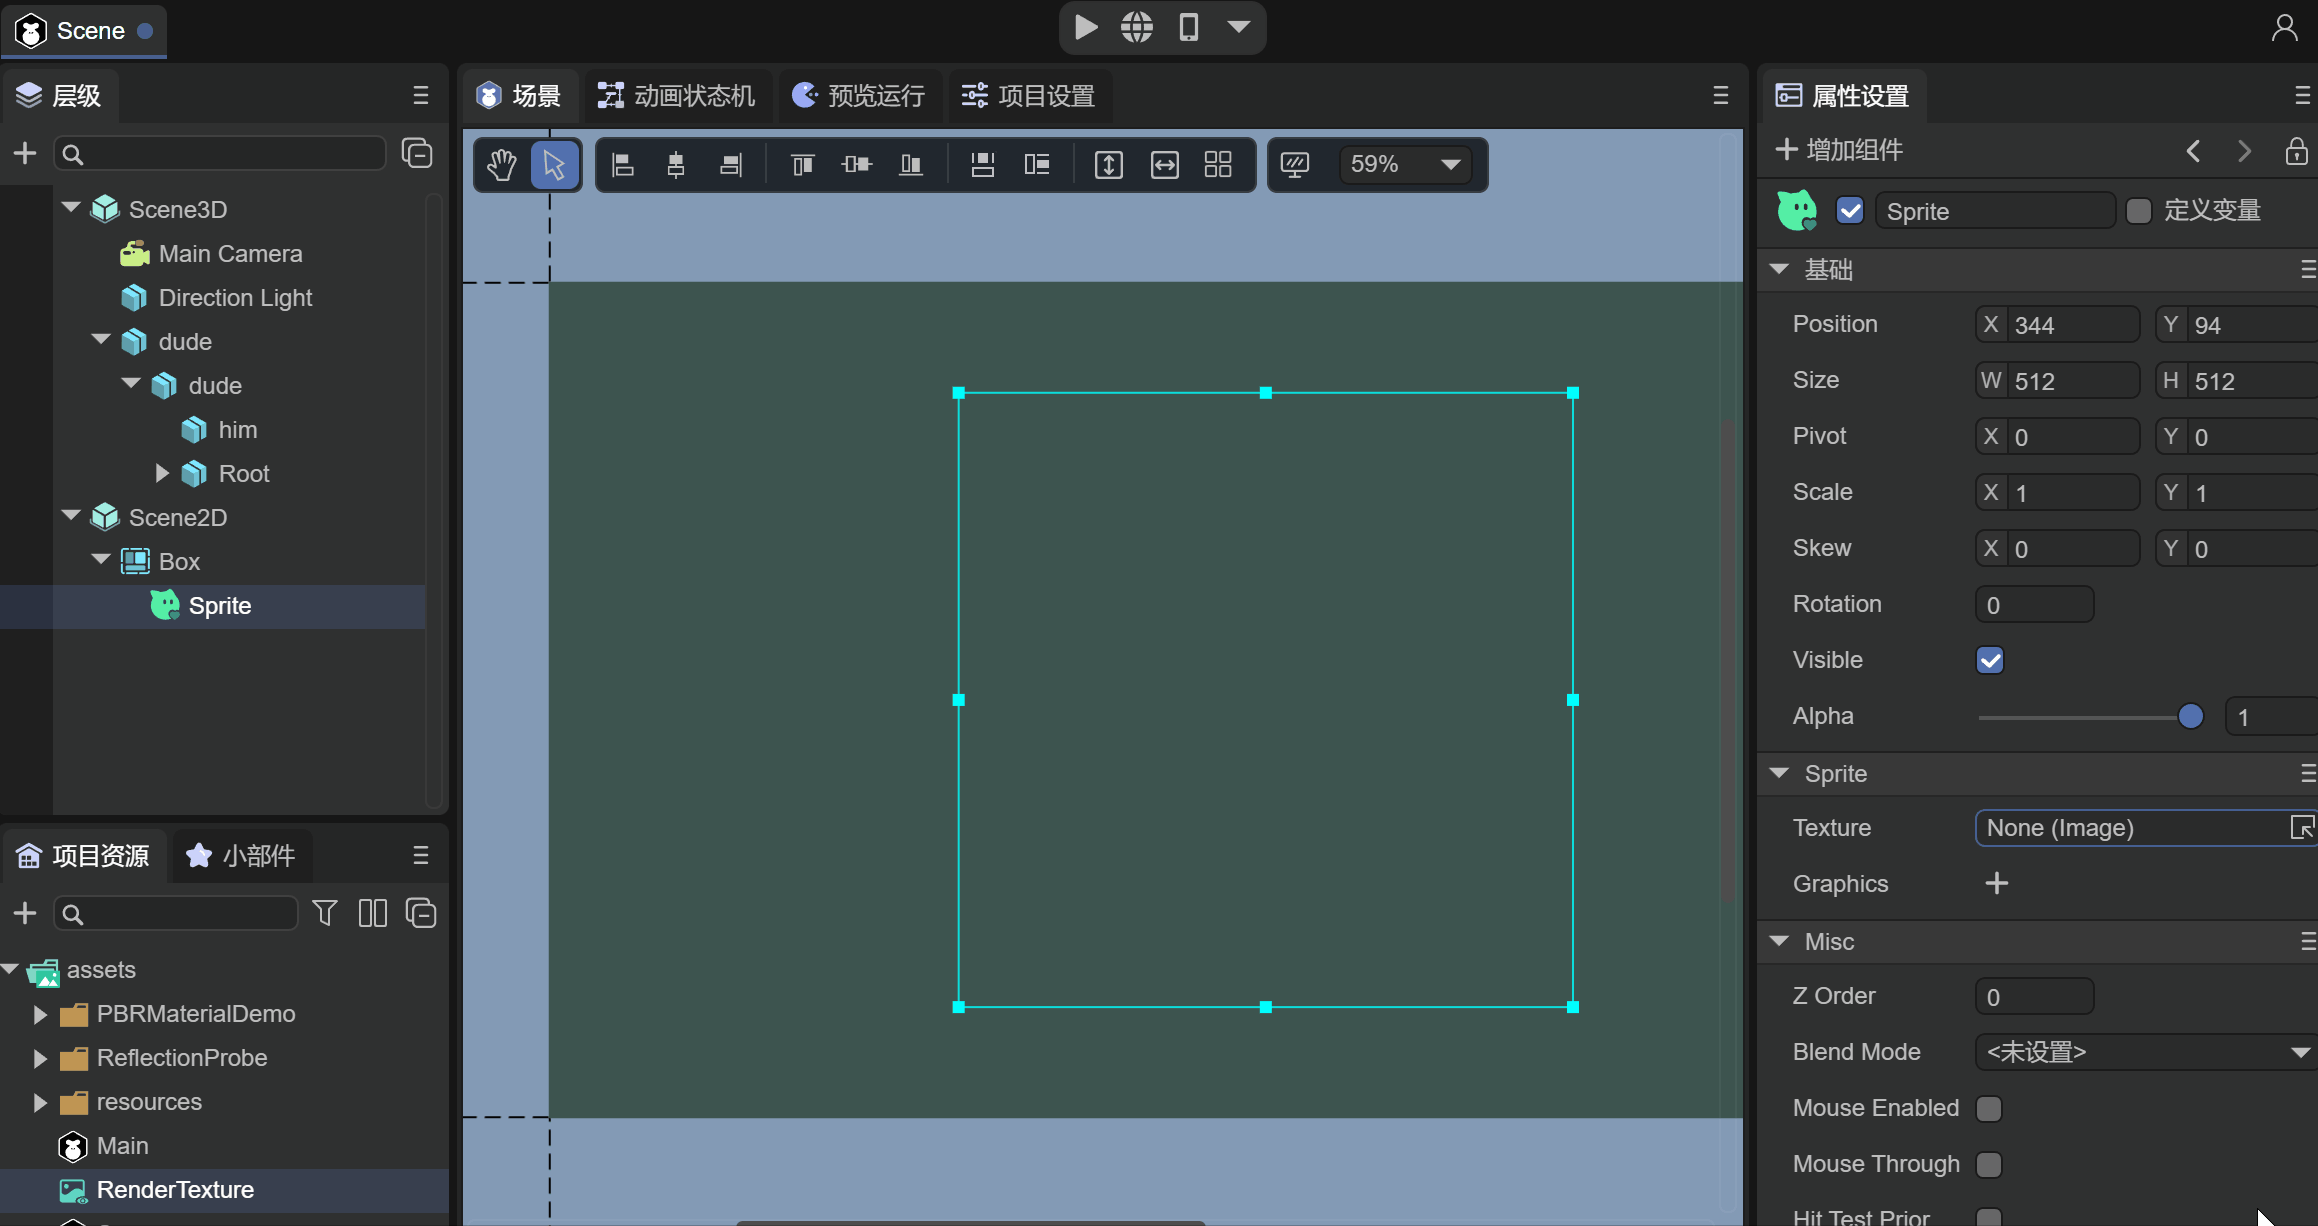 Scene
层级
Scene3D
Main Camera
Direction Light
dude
dude
him
Root
Scene2D
Box
Sprite
项目资源
小部件
assets
PBRMaterialDemo
ReflectionProbe
resources
Main
RenderTexture
场景
动画状态机
预览运行
项目设置
59%
属性设置
增加组件
Sprite
定义变量
基础
Position X 344 Y 94
Size W 512 H 512
Pivot X 0 Y 0
Scale X 1 Y 1
Skew X 0 Y 0
Rotation 0
Visible
Alpha 1
Sprite
Texture None (Image)
Graphics
Misc
Z Order 0
Blend Mode <未设置>
Mouse Enabled
Mouse Through
Hit Test Prior